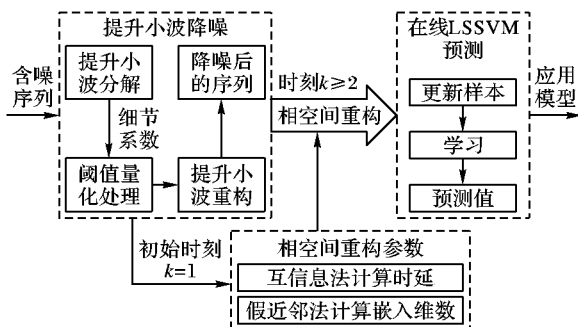 含噪
序列
提升小波降噪
提升小
波分解
细节
系数
阈值量
化处理
提升小
波重构
降噪后
的序列
时刻k≥2
相空间重构
在线LSSVM
预测
更新样本
学习
预测值
应用
模型
初始时刻
k=1
相空间重构参数
互信息法计算时延
假近邻法计算嵌入维数